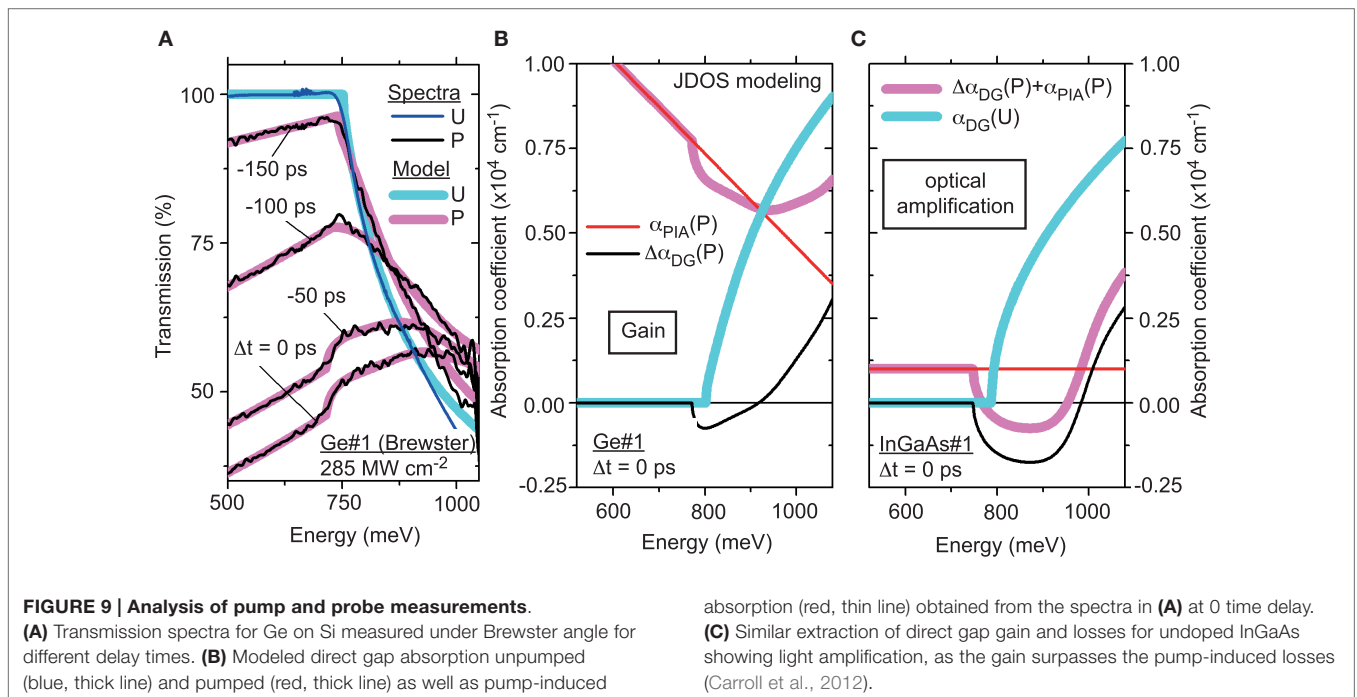 A
Transmission (%)
100
75
50
500
750
1000
Energy (meV)
Spectra
U
P
Model
U
P
-150 ps
-100 ps
-50 ps
Δt = 0 ps
Ge#1 (Brewster)
285 MW cm-2
B
Absorption coefficient (x10⁴ cm⁻¹)
1.00
0.75
0.50
0.25
0.00
-0.25
600
800
1000
Energy (meV)
JDOS modeling
αPIA(P)
ΔαDG(P)
Gain
Ge#1
Δt = 0 ps
C
ΔαDG(P)+αPIA(P)
αDG(U)
optical
amplification
InGaAs#1
Δt = 0 ps
600
800
1000
Energy (meV)
1.00
0.75
0.50
0.25
0.00
-0.25
Absorption coefficient (x10⁴ cm⁻¹)
FIGURE 9 | Analysis of pump and probe measurements.
(A) Transmission spectra for Ge on Si measured under Brewster angle for
different delay times. (B) Modeled direct gap absorption unpumped
(blue, thick line) and pumped (red, thick line) as well as pump-induced
absorption (red, thin line) obtained from the spectra in (A) at 0 time delay.
(C) Similar extraction of direct gap gain and losses for undoped InGaAs
showing light amplification, as the gain surpasses the pump-induced losses
(Carroll et al., 2012).